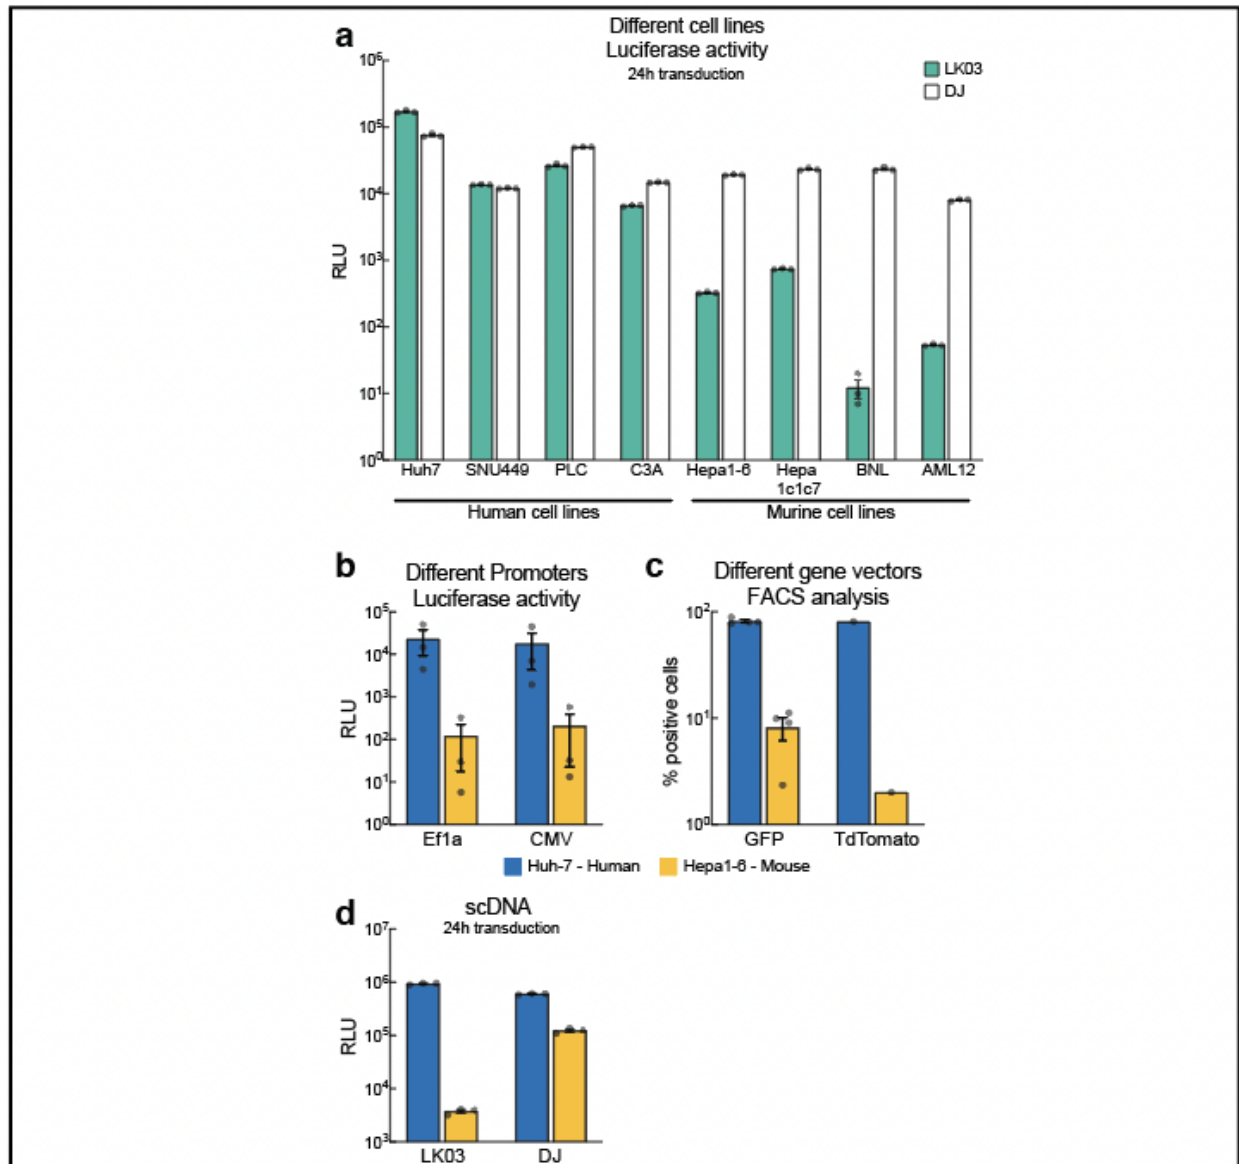 a
Different cell lines
Luciferase activity
24h transduction
LK03
DJ
RLU
10⁶
10⁵
10⁴
10³
10²
10¹
10⁰
Huh7 SNU449 PLC C3A Hepa1-6 Hepa 1c1c7 BNL AML12
Human cell lines Murine cell lines
b
Different Promoters
Luciferase activity
RLU
10⁵
10⁴
10³
10²
10¹
10⁰
Ef1a CMV
c
Different gene vectors
FACS analysis
% positive cells
10²
10¹
10⁰
GFP TdTomato
Huh-7 - Human Hepa1-6 - Mouse
d
scDNA
24h transduction
RLU
10⁷
10⁶
10⁵
10⁴
10³
LK03 DJ